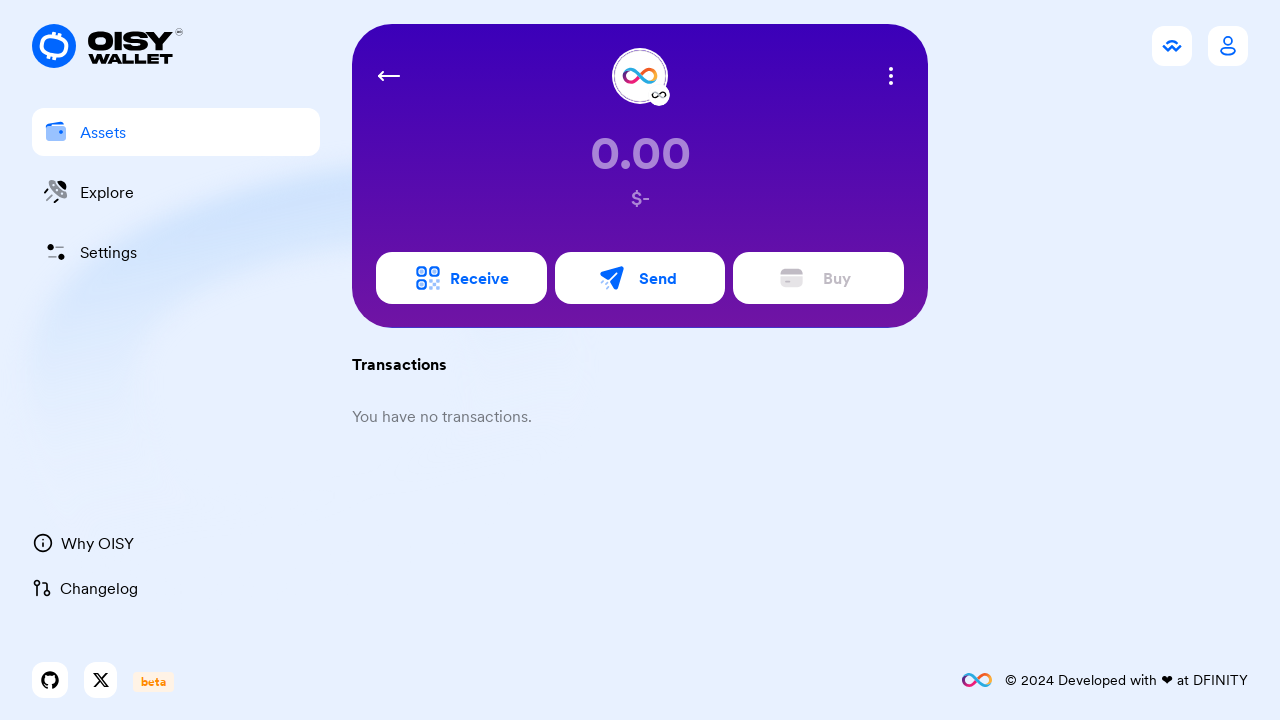 OISY
WALLET
Assets
Explore
Settings
0.00
$-
Receive
Send
Buy
Transactions
You have no transactions.
Why OISY
Changelog
beta
© 2024 Developed with ❤ at DFINITY